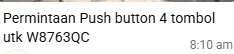 Permintaan Push button 4 tombol
utk W8763QC
8:10 am